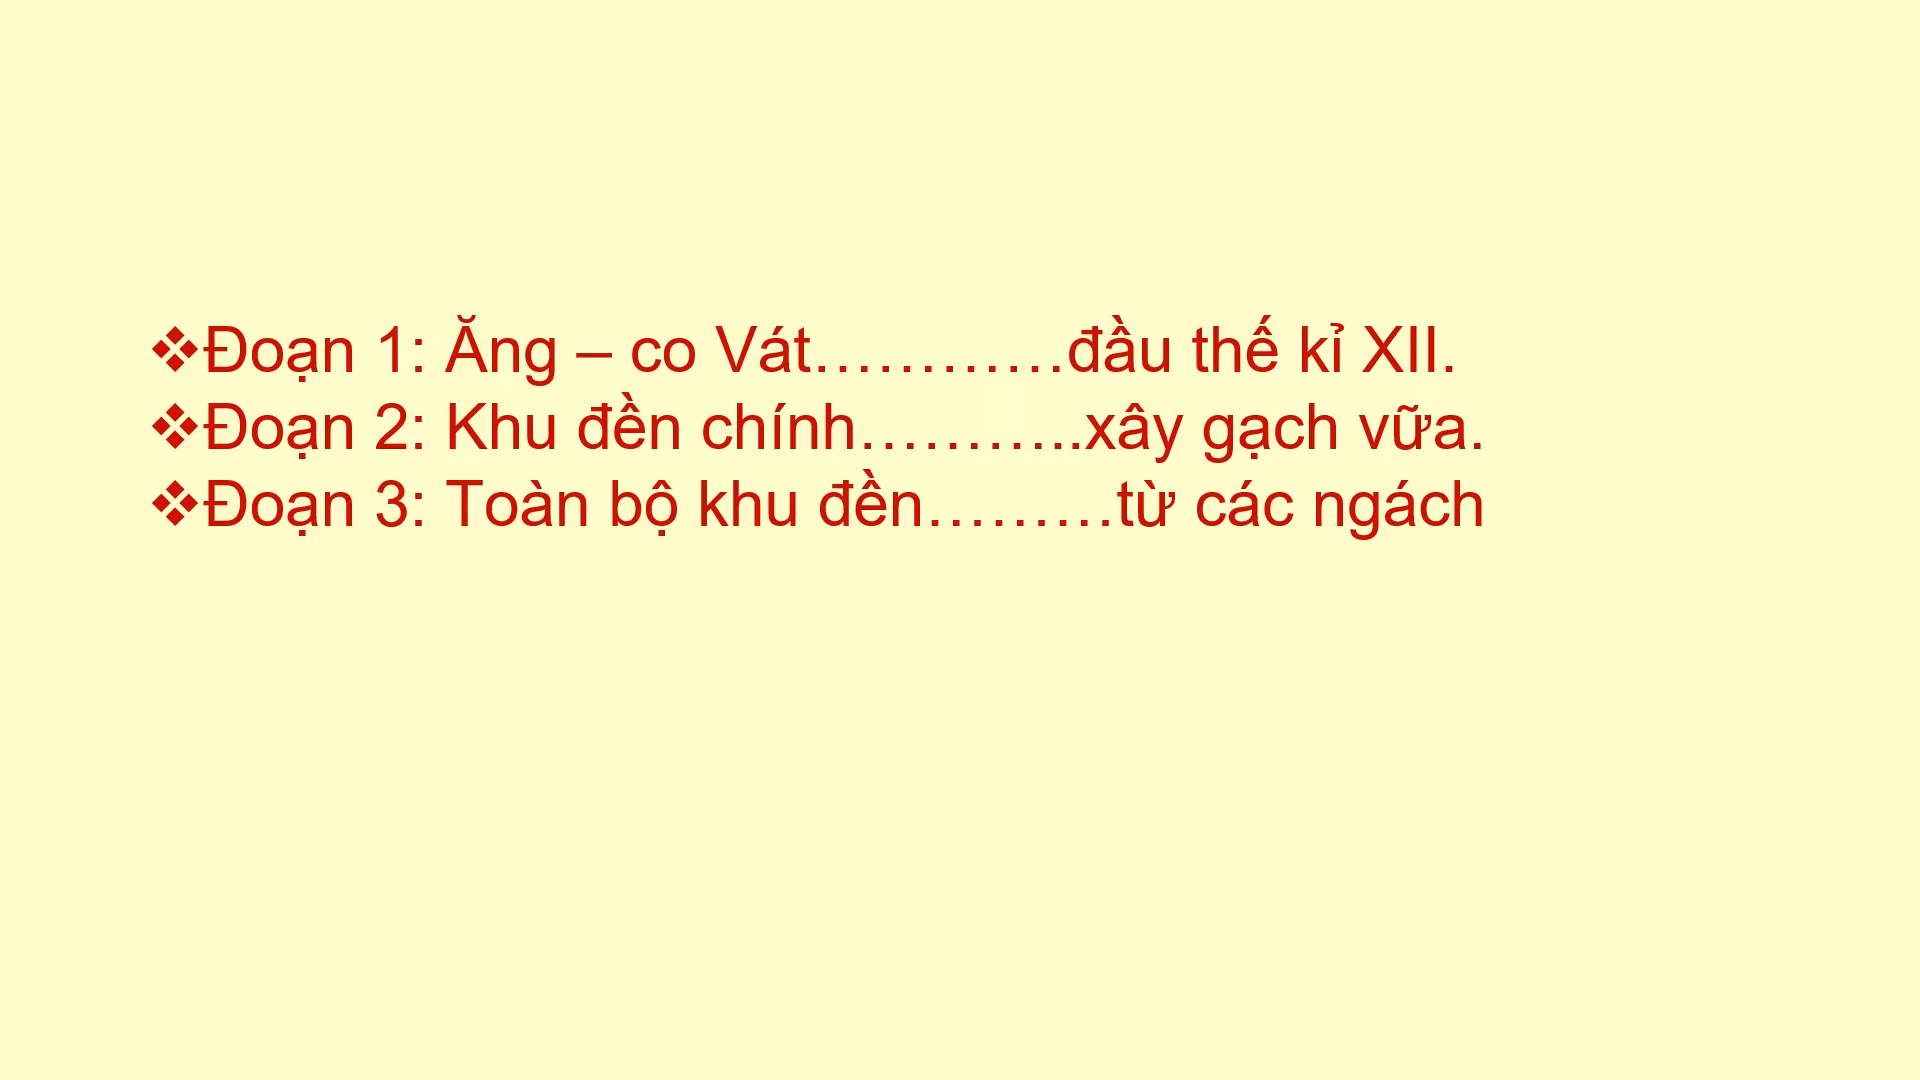 ❖Đoạn 1: Ăng – co Vát…………đầu thế kỉ XII.
❖Đoạn 2: Khu đền chính………..xây gạch vữa.
❖Đoạn 3: Toàn bộ khu đền………từ các ngách